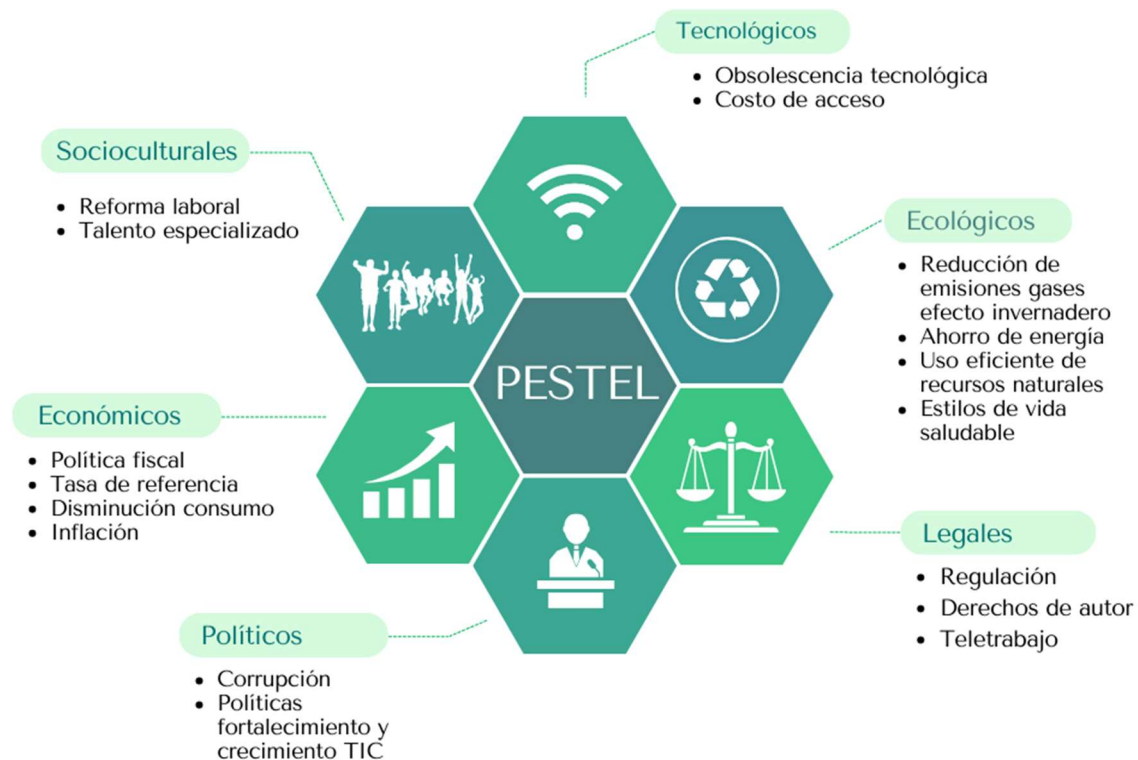 Tecnológicos
• Obsolescencia tecnológica
• Costo de acceso
Socioculturales
• Reforma laboral
• Talento especializado
Ecológicos
• Reducción de
emisiones gases
efecto invernadero
• Ahorro de energía
• Uso eficiente de
recursos naturales
• Estilos de vida
saludable
PESTEL
Económicos
• Política fiscal
• Tasa de referencia
• Disminución consumo
• Inflación
Legales
• Regulación
• Derechos de autor
• Teletrabajo
Políticos
• Corrupción
• Políticas
fortalecimiento y
crecimiento TIC